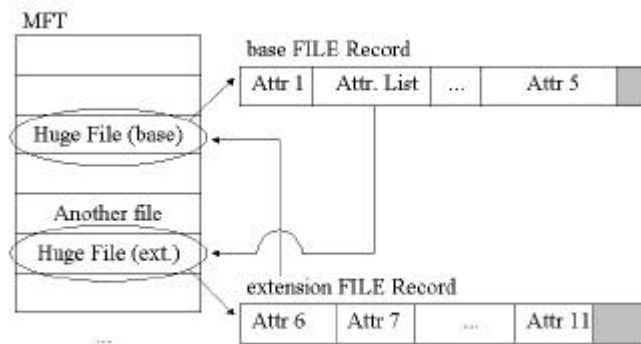 MFT
base FILE Record
Attr 1 Attr. List ... Attr 5
Huge File (base)
Another file
Huge File (ext.)
extension FILE Record
Attr 6 Attr 7 ... Attr 11
...